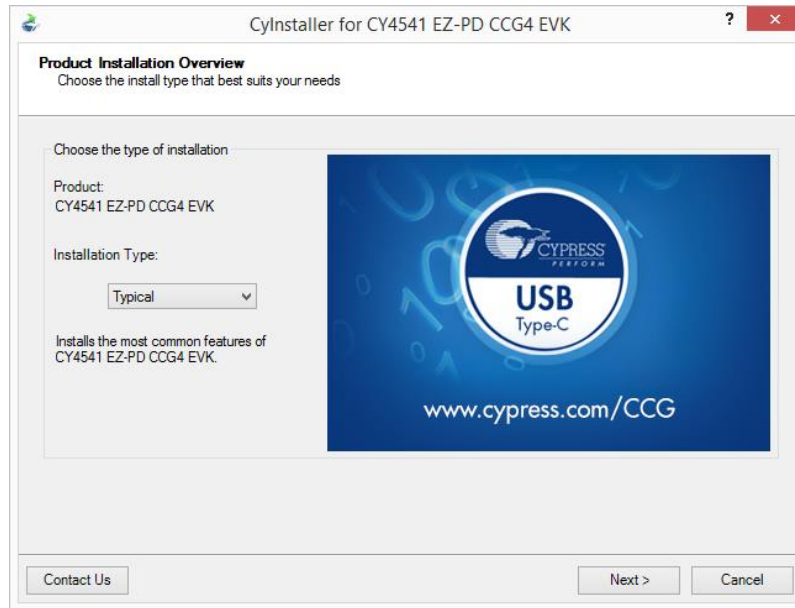 CyInstaller for CY4541 EZ-PD CCG4 EVK
?
×
Product Installation Overview
Choose the install type that best suits your needs
Choose the type of installation
Product:
CY4541 EZ-PD CCG4 EVK
Installation Type:
Typical
Installs the most common features of
CY4541 EZ-PD CCG4 EVK.
CYPRESS
PERFORM
USB
Type-C
www.cypress.com/CCG
Contact Us
Next >
Cancel